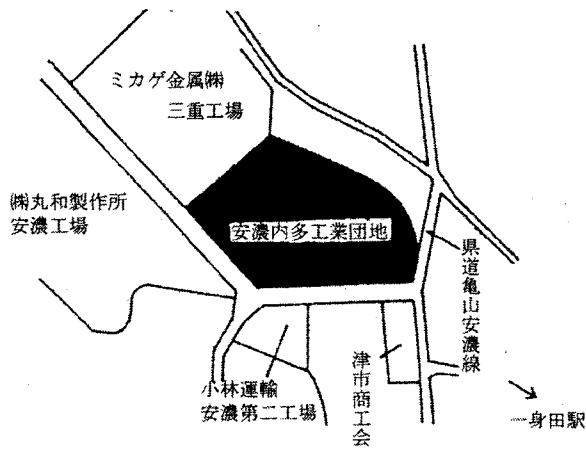 ミカゲ金属㈱
三重工場
㈱丸和製作所
安濃工場
安濃内多工業団地
県道亀山安濃線
小林運輸
安濃第二工場
津市商工会
一身田駅